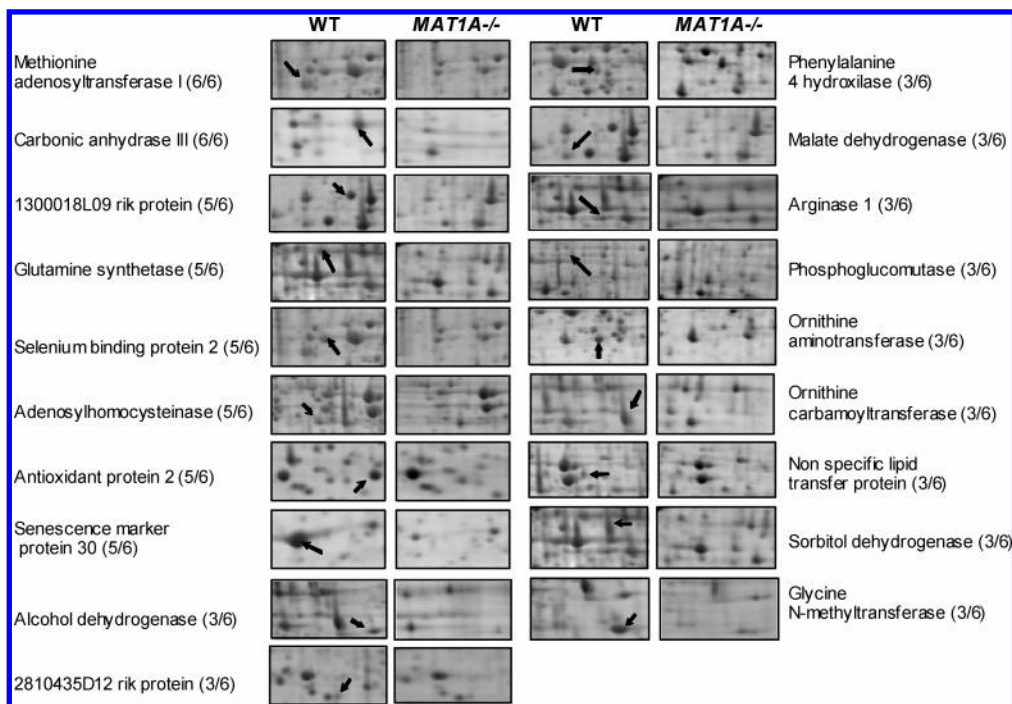 WT MAT1A-/- WT MAT1A-/-
Methionine
adenosyltransferase I (6/6)
Carbonic anhydrase III (6/6)
1300018L09 rik protein (5/6)
Glutamine synthetase (5/6)
Selenium binding protein 2 (5/6)
Adenosylhomocysteinase (5/6)
Antioxidant protein 2 (5/6)
Senescence marker
protein 30 (5/6)
Alcohol dehydrogenase (3/6)
2810435D12 rik protein (3/6)
Phenylalanine
4 hydroxilase (3/6)
Malate dehydrogenase (3/6)
Arginase 1 (3/6)
Phosphoglucomutase (3/6)
Ornithine
aminotransferase (3/6)
Ornithine
carbamoyltransferase (3/6)
Non specific lipid
transfer protein (3/6)
Sorbitol dehydrogenase (3/6)
Glycine
N-methyltransferase (3/6)